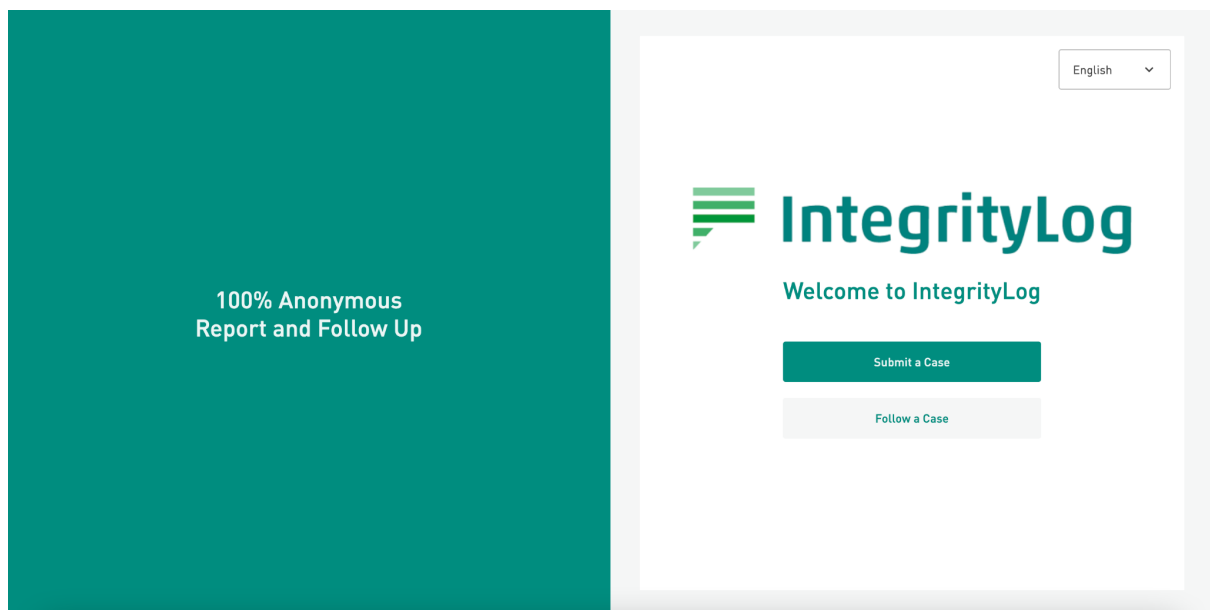 100% Anonymous
Report and Follow Up
English
IntegrityLog
Welcome to IntegrityLog
Submit a Case
Follow a Case